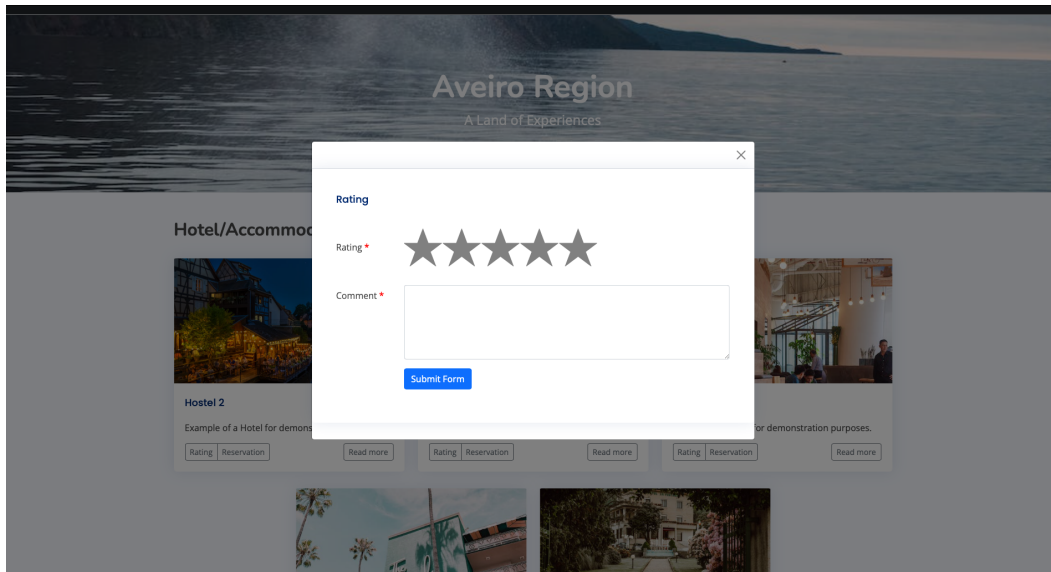 Aveiro Region
A Land of Experiences
Rating
Rating *
Comment *
Submit Form
Hotel/Accommod
Hostel 2
Example of a Hotel for demons
for demonstration purposes.
Rating Reservation Read more
Rating Reservation Read more
Rating Reservation Read more